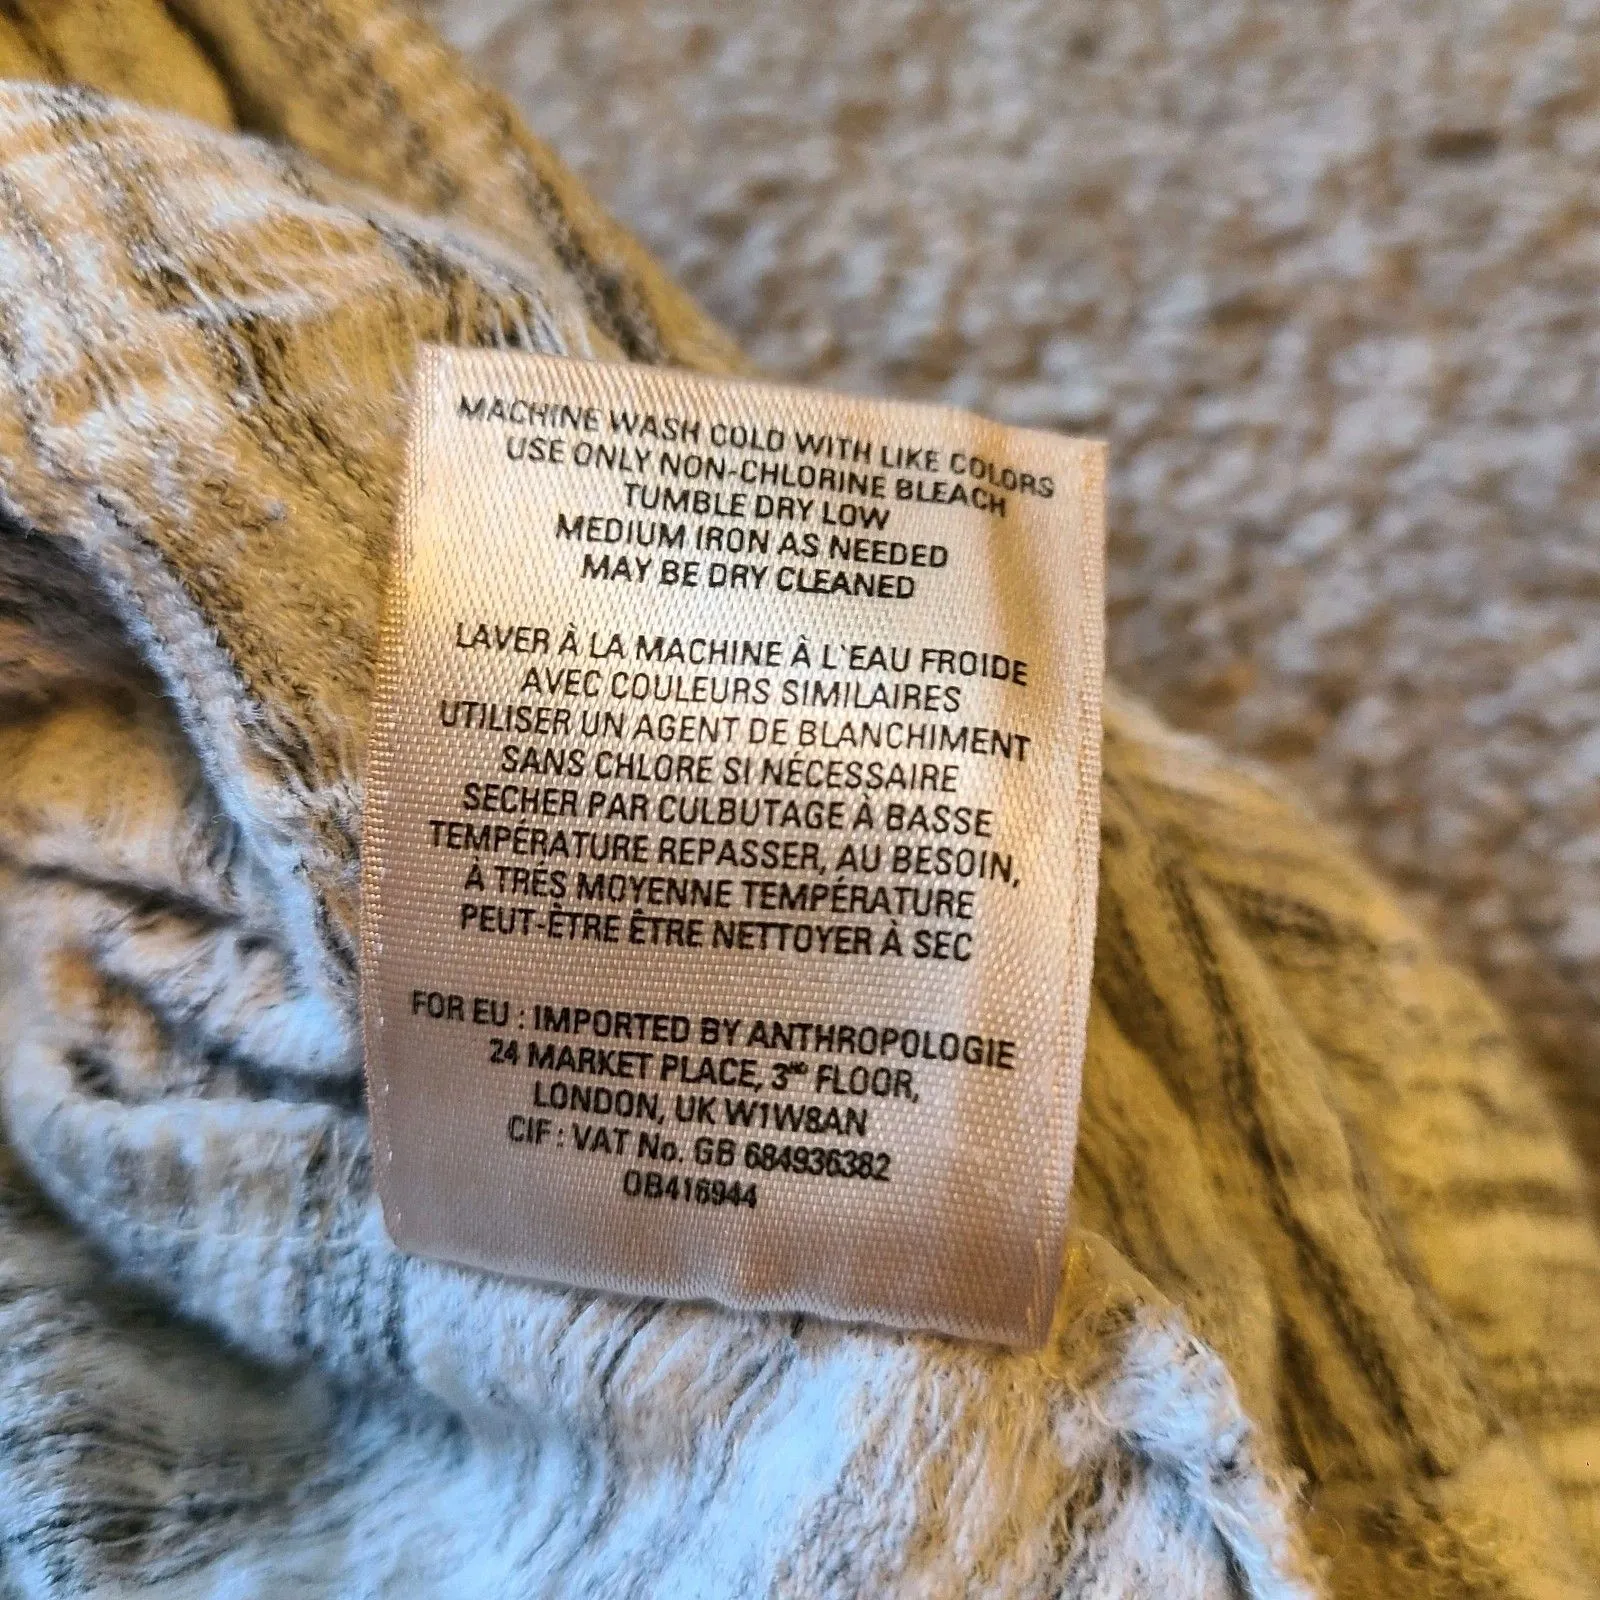 MACHINE WASH COLD WITH LIKE COLORS
USE ONLY NON-CHLORINE BLEACH
TUMBLE DRY LOW
MEDIUM IRON AS NEEDED
MAY BE DRY CLEANED
LAVER À LA MACHINE À L`EAU FROIDE
AVEC COULEURS SIMILAIRES
UTILISER UN AGENT DE BLANCHIMENT
SANS CHLORE SI NÉCESSAIRE
SECHER PAR CULBUTAGE À BASSE
TEMPÉRATURE REPASSER, AU BESOIN,
À TRÉS MOYENNE TEMPÉRATURE
PEUT-ÈTRE ÊTRE NETTOYER À SEC
FOR EU : IMPORTED BY ANTHROPOLOGIE
24 MARKET PLACE, 3RD FLOOR,
LONDON, UK W1W8AN
CIF : VAT No. GB 684936382
OB416944